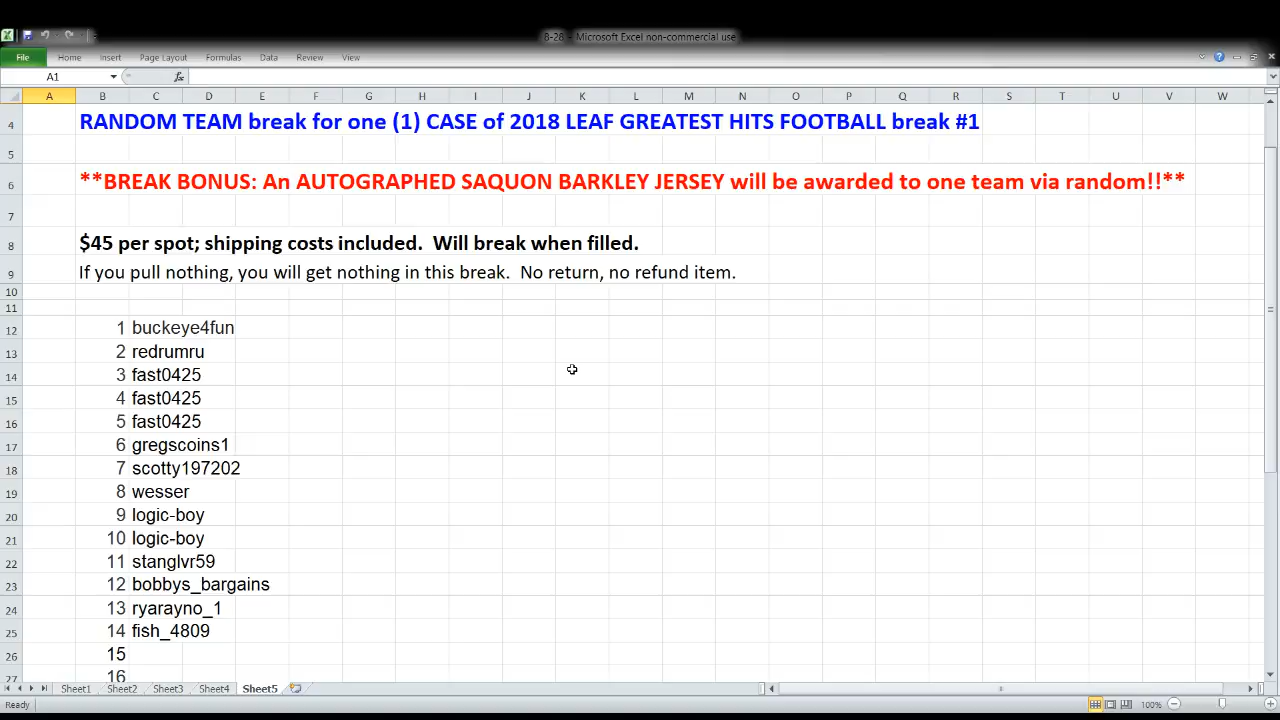 8-28 - Microsoft Excel non-commercial use
File Home Insert Page Layout Formulas Data Review View
A1 fx
A B C D E F G H I J K L M N O P Q R S T U V W
4 RANDOM TEAM break for one (1) CASE of 2018 LEAF GREATEST HITS FOOTBALL break #1
5
6 **BREAK BONUS: An AUTOGRAPHED SAQUON BARKLEY JERSEY will be awarded to one team via random!!**
7
8 $45 per spot; shipping costs included. Will break when filled.
9 If you pull nothing, you will get nothing in this break. No return, no refund item.
10
11
12 1 buckeye4fun
13 2 redrumru
14 3 fast0425
15 4 fast0425
16 5 fast0425
17 6 gregscoins1
18 7 scotty197202
19 8 wesser
20 9 logic-boy
21 10 logic-boy
22 11 stanglvr59
23 12 bobbys_bargains
24 13 ryarayno_1
25 14 fish_4809
26 15
27 16
Sheet1 Sheet2 Sheet3 Sheet4 Sheet5
Ready 100%